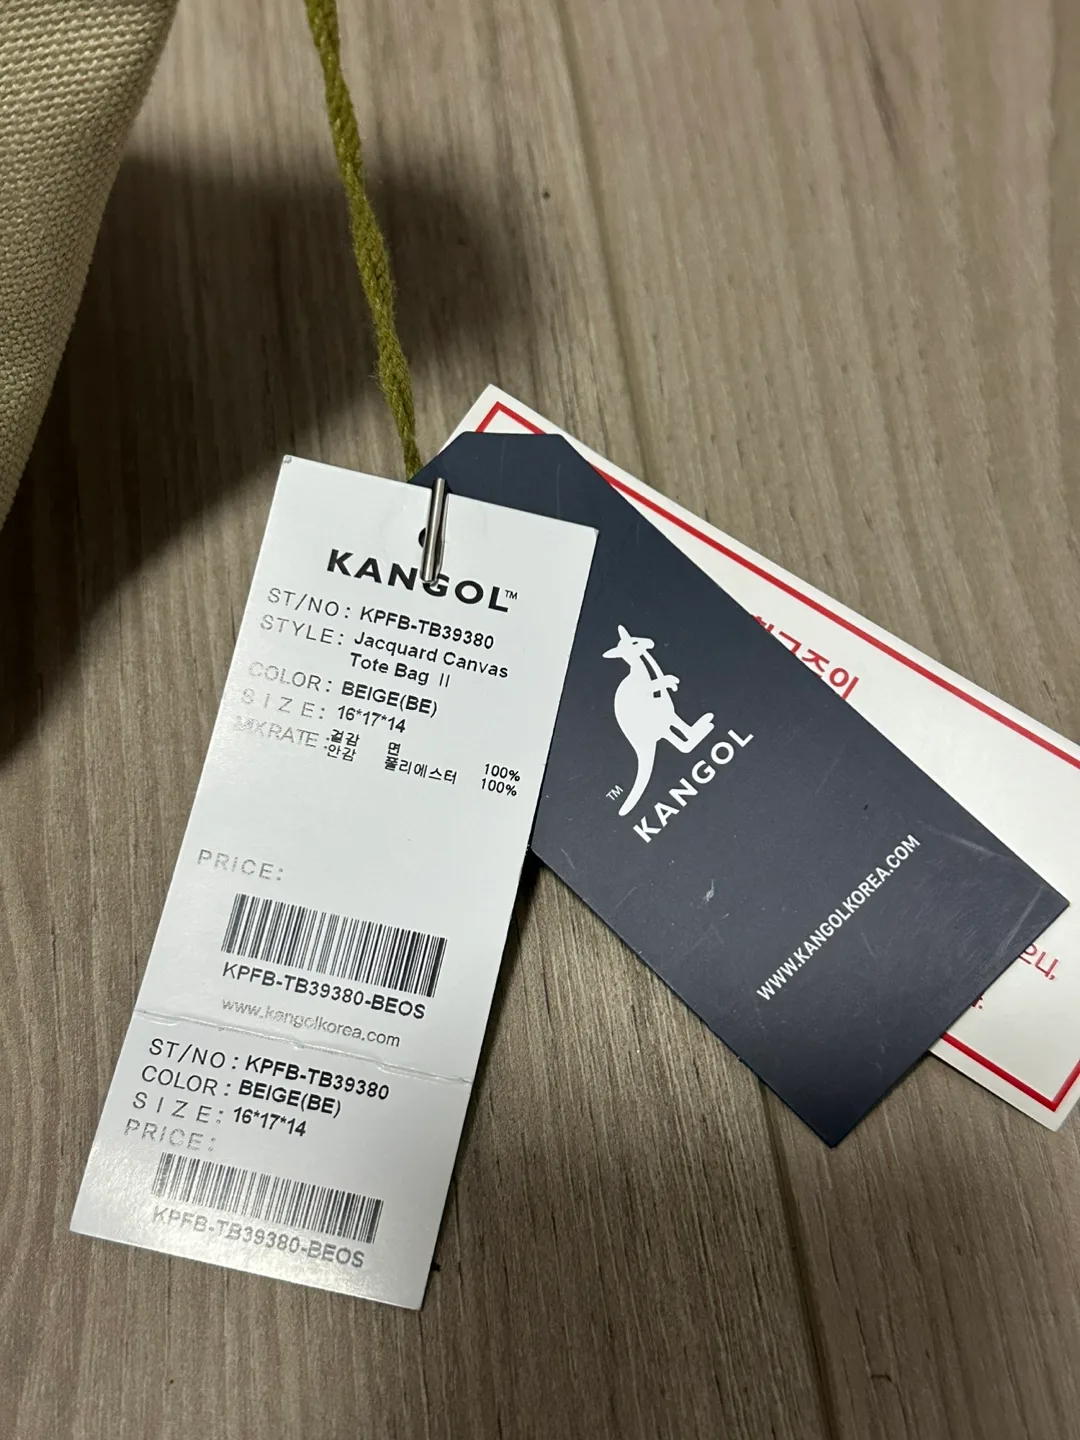 KANGOL™
ST/NO: KPFB-TB39380
STYLE: Jacquard Canvas
Tote Bag II
COLOR: BEIGE(BE)
SIZE: 16*17*14
MIXRATE: 겉감 면 100%
안감 폴리에스터 100%
PRICE:
KPFB-TB39380-BEOS
www.kangolkorea.com
ST/NO: KPFB-TB39380
COLOR: BEIGE(BE)
SIZE: 16*17*14
PRICE:
KPFB-TB39380-BEOS
™
KANGOL
WWW.KANGOLKOREA.COM